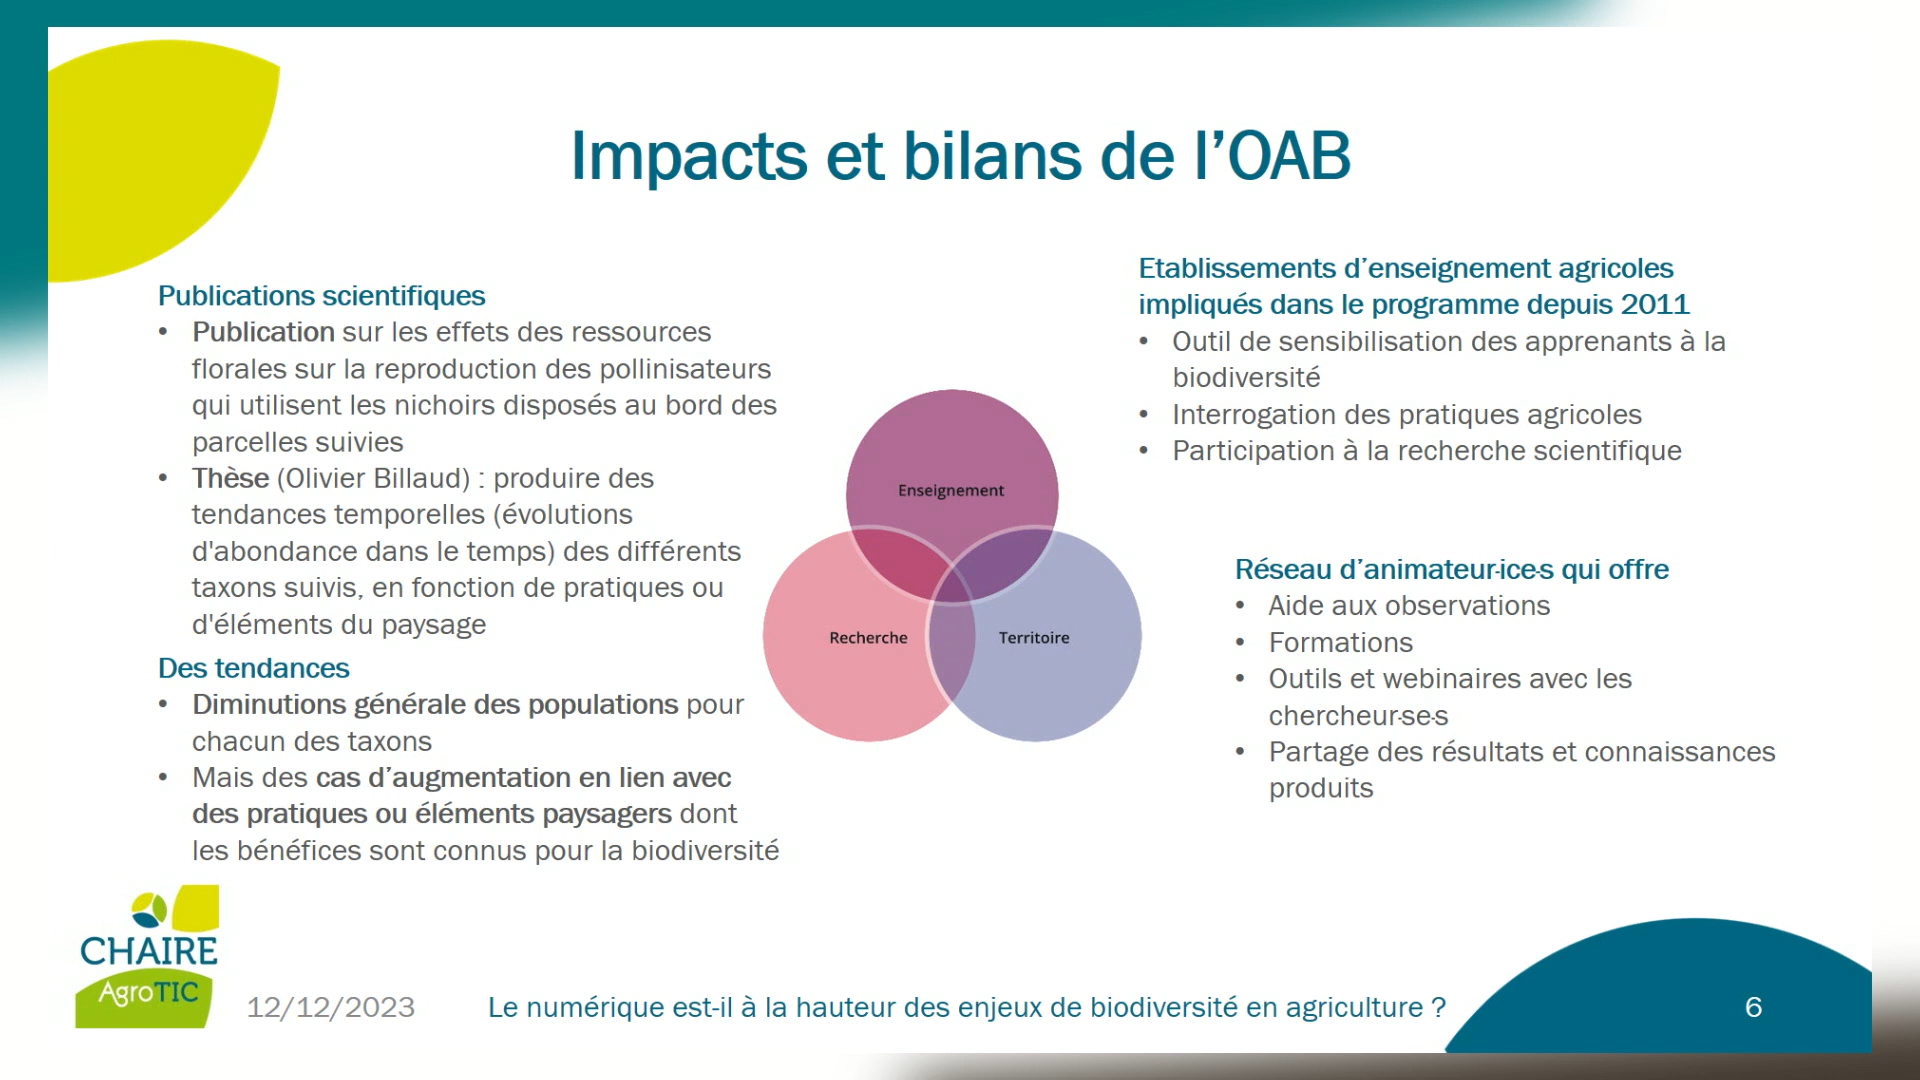 Impacts et bilans de l’OAB
Publications scientifiques
• Publication sur les effets des ressources
florales sur la reproduction des pollinisateurs
qui utilisent les nichoirs disposés au bord des
parcelles suivies
• Thèse (Olivier Billaud) : produire des
tendances temporelles (évolutions
d'abondance dans le temps) des différents
taxons suivis, en fonction de pratiques ou
d'éléments du paysage
Des tendances
• Diminutions générale des populations pour
chacun des taxons
• Mais des cas d’augmentation en lien avec
des pratiques ou éléments paysagers dont
les bénéfices sont connus pour la biodiversité
Enseignement
Recherche
Territoire
Etablissements d’enseignement agricoles
impliqués dans le programme depuis 2011
• Outil de sensibilisation des apprenants à la
biodiversité
• Interrogation des pratiques agricoles
• Participation à la recherche scientifique
Réseau d’animateur·ice·s qui offre
• Aide aux observations
• Formations
• Outils et webinaires avec les
chercheur·se·s
• Partage des résultats et connaissances
produits
CHAIRE
AgroTIC
12/12/2023
Le numérique est-il à la hauteur des enjeux de biodiversité en agriculture ?
6